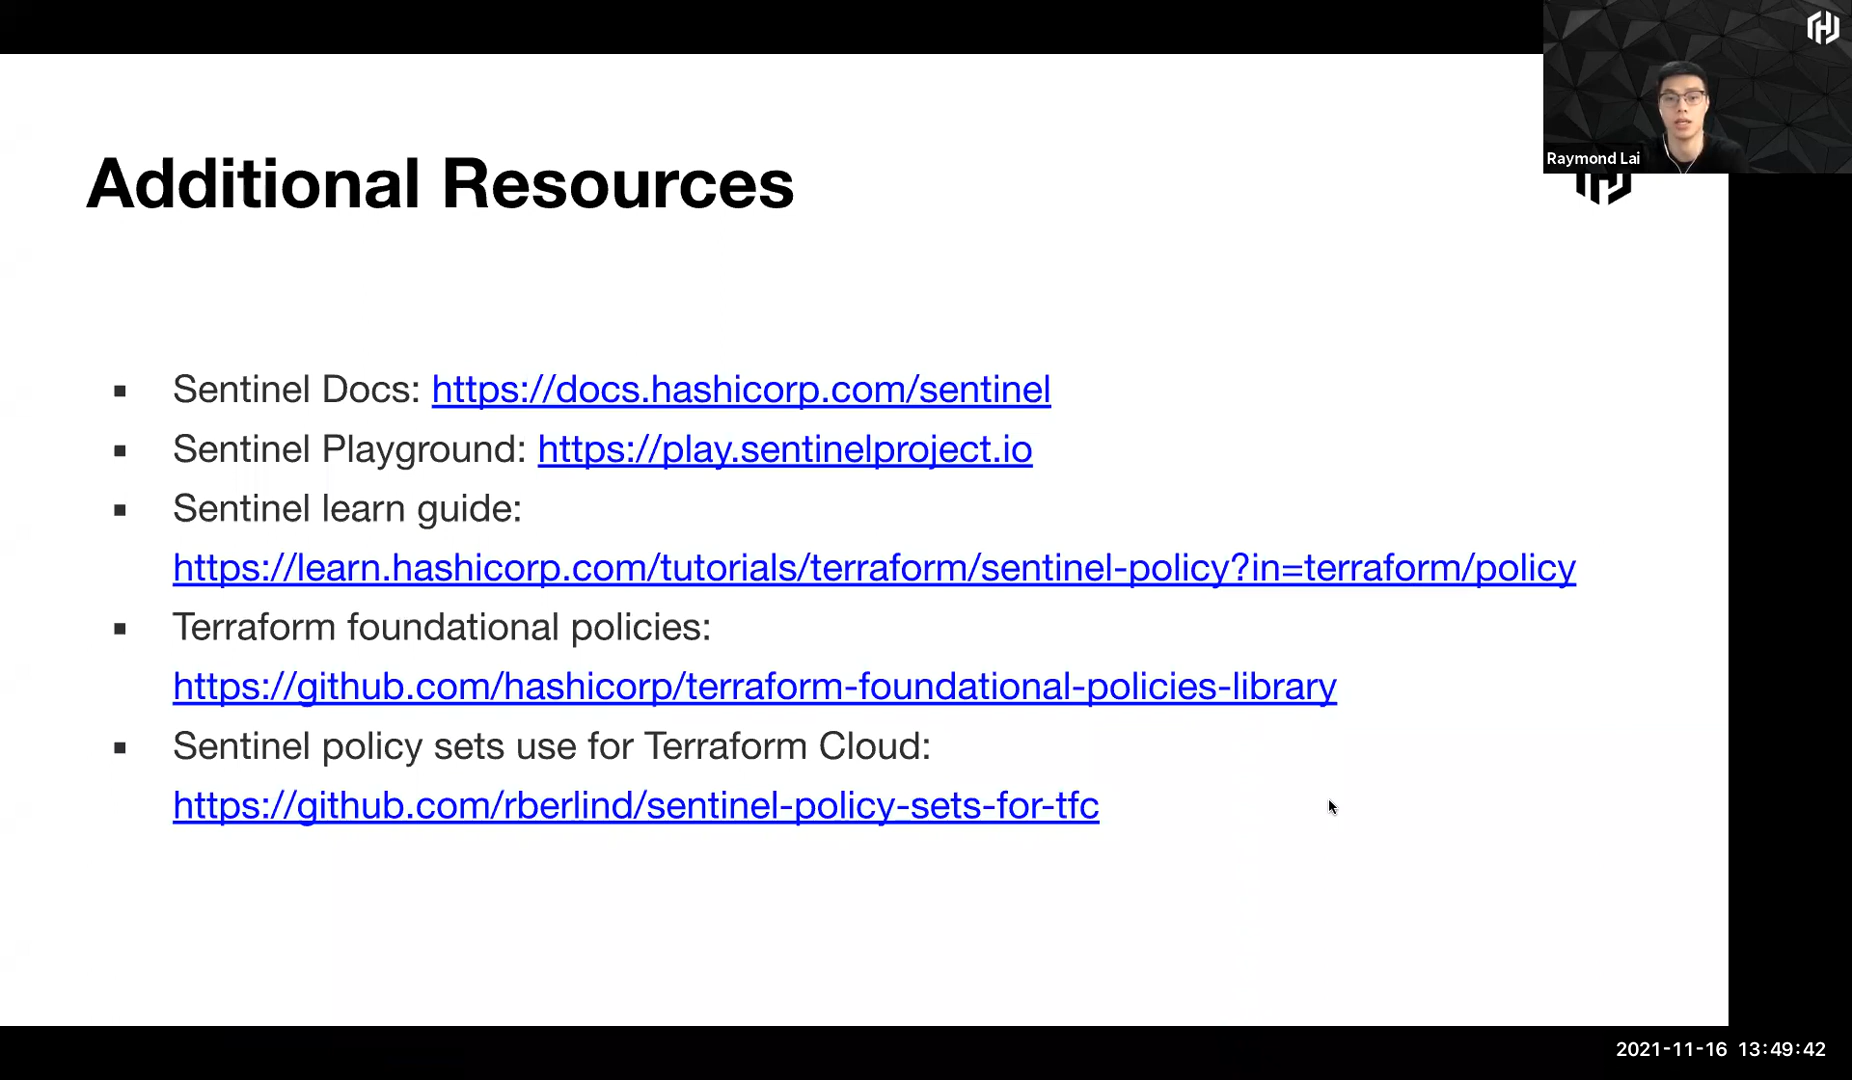 Raymond Lai
Additional Resources
▪ Sentinel Docs: https://docs.hashicorp.com/sentinel
▪ Sentinel Playground: https://play.sentinelproject.io
▪ Sentinel learn guide:
https://learn.hashicorp.com/tutorials/terraform/sentinel-policy?in=terraform/policy
▪ Terraform foundational policies:
https://github.com/hashicorp/terraform-foundational-policies-library
▪ Sentinel policy sets use for Terraform Cloud:
https://github.com/rberlind/sentinel-policy-sets-for-tfc
2021-11-16 13:49:42